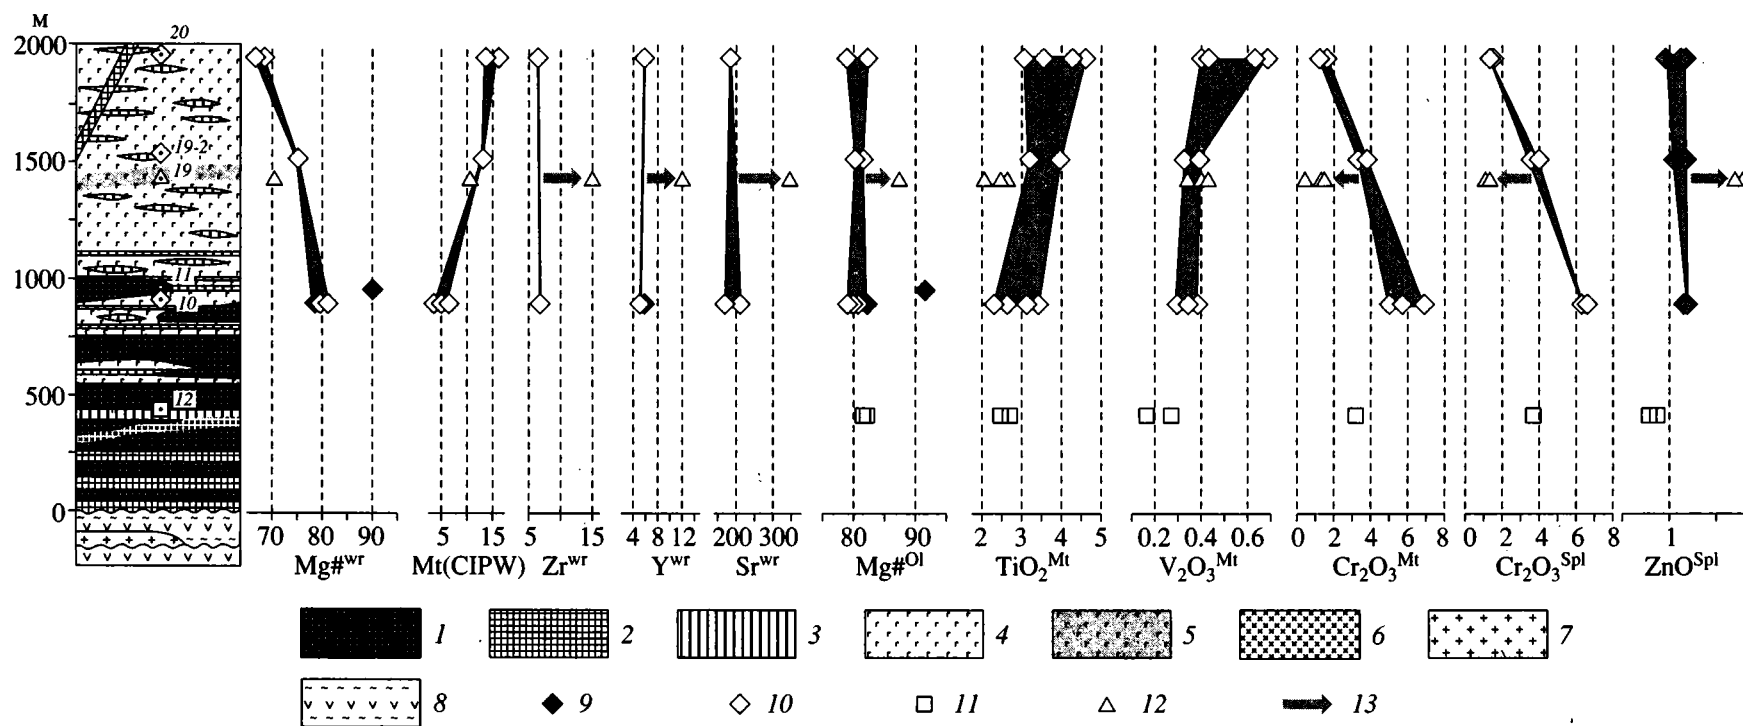 М
2000
1500
1000
500
0
20
19-2
19
11
10
12
70 80 90
5 15
5 15
4 8 12
200 300
80 90
2 3 4 5
0.2 0.4 0.6
0 2 4 6 8
0 2 4 6 8
1
Mg#wr Mt(CIPW) Zrwr Ywr Srwr Mg#Ol TiO2Mt V2O3Mt Cr2O3Mt Cr2O3Spl ZnOSpl
1 2 3 4 5 6 7
8 9 10 11 12 13